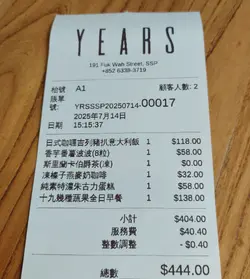 YEARS
191 Fuk Wah Street, SSP
+852 6338-3719
枱號 A1 顧客人數: 2
賬單 YRSSSP20250714-00017
2025年7月14日
日期 15:15:37
日式咖喱吉列豬扒意大利飯 1 $118.00
香芋番薯波波(8粒) 1 $58.00
斯里蘭卡伯爵茶(凍) 1 $0.00
凍榛子燕麥奶咖啡 1 $32.00
純素特濃朱古力蛋糕 1 $58.00
十九幾種蔬果全日早餐 1 $138.00
小計 $404.00
服務費 $40.40
整數調整 - $0.40
總數 $444.00